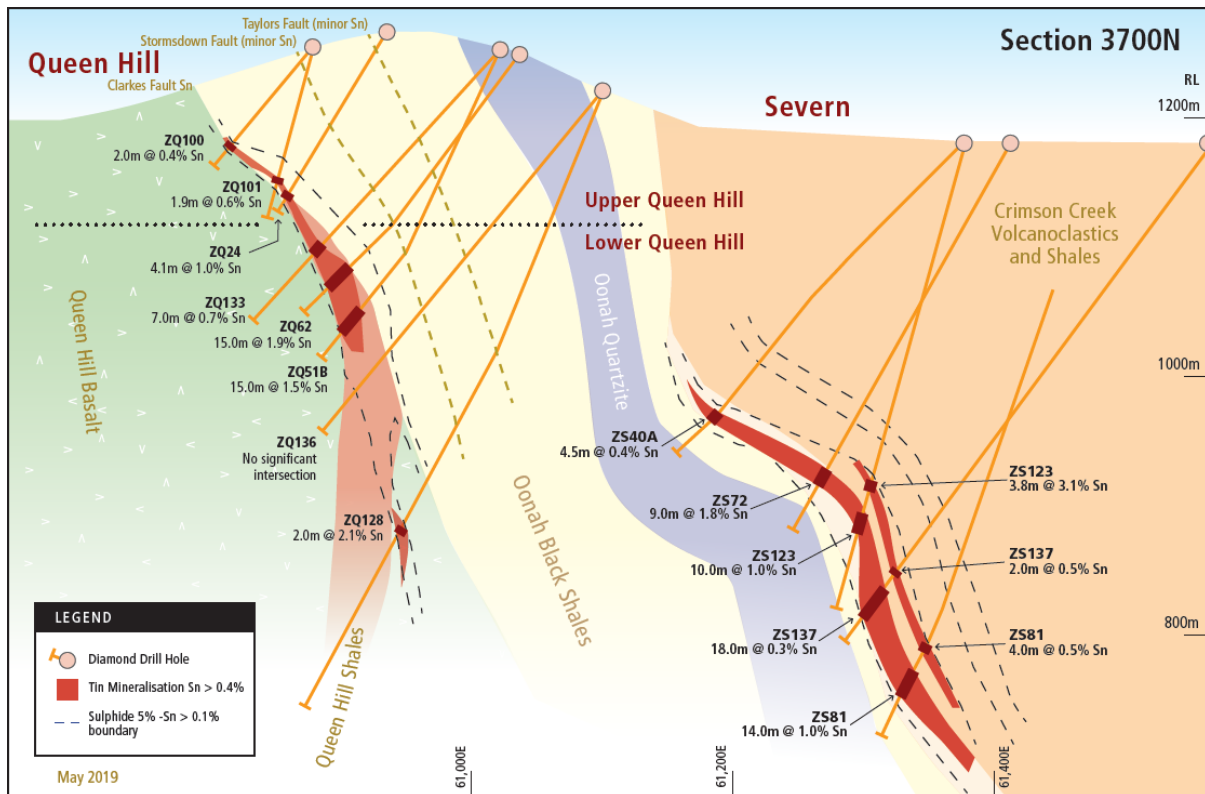 Taylors Fault (minor Sn)
Stormsdown Fault (minor Sn)
Section 3700N
Queen Hill
Clarkes Fault Sn
Severn
RL
1200m
ZQ100
2.0m @ 0.4% Sn
ZQ101
1.9m @ 0.6% Sn
Upper Queen Hill
Lower Queen Hill
Crimson Creek
Volcanoclastics
and Shales
ZQ24
4.1m @ 1.0% Sn
ZQ133
7.0m @ 0.7% Sn
ZQ62
15.0m @ 1.9% Sn
ZQ51B
15.0m @ 1.5% Sn
ZQ136
No significant
intersection
ZQ128
2.0m @ 2.1% Sn
Queen Hill Basalt
Queen Hill Shales
Oonah Black Shales
Oonah Quartzite
1000m
ZS40A
4.5m @ 0.4% Sn
ZS72
9.0m @ 1.8% Sn
ZS123
10.0m @ 1.0% Sn
ZS137
18.0m @ 0.3% Sn
ZS81
14.0m @ 1.0% Sn
ZS123
3.8m @ 3.1% Sn
ZS137
2.0m @ 0.5% Sn
ZS81
4.0m @ 0.5% Sn
800m
LEGEND
Diamond Drill Hole
Tin Mineralisation Sn > 0.4%
Sulphide 5% -Sn > 0.1%
boundary
May 2019
61,000E
61,200E
61,400E